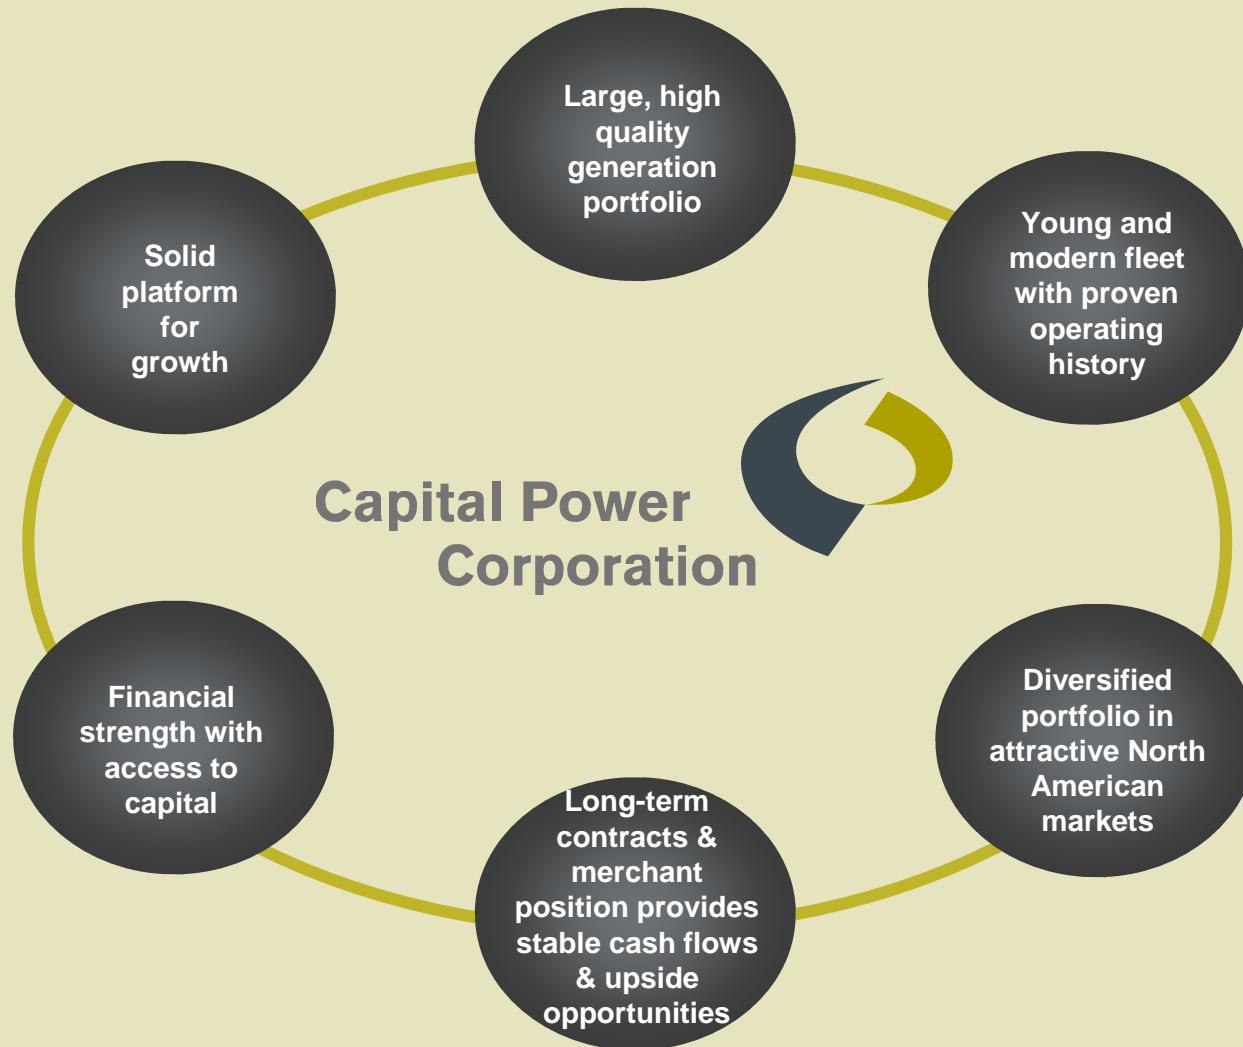 Large, high
quality
generation
portfolio
Young and
modern fleet
with proven
operating
history
Solid
platform
for
growth
Capital Power
Corporation
Diversified
portfolio in
attractive North
American
markets
Financial
strength with
access to
capital
Long-term
contracts &
merchant
position provides
stable cash flows
& upside
opportunities